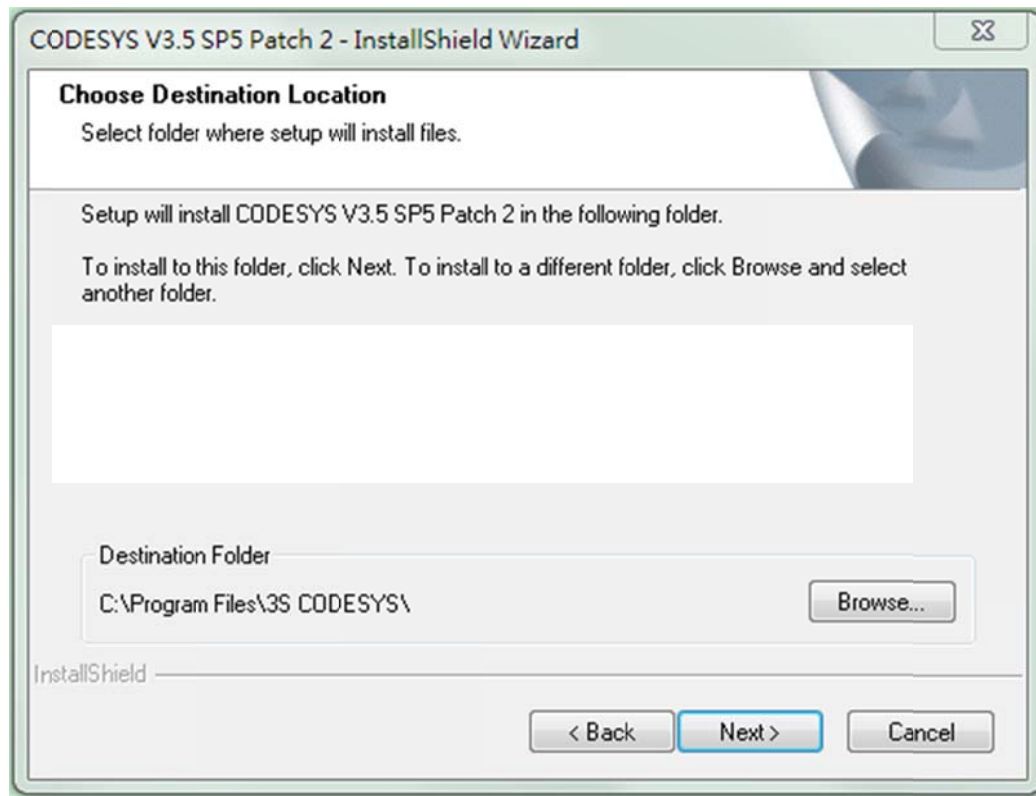 CODESYS V3.5 SP5 Patch 2 - InstallShield Wizard
Choose Destination Location
Select folder where setup will install files.
Setup will install CODESYS V3.5 SP5 Patch 2 in the following folder.
To install to this folder, click Next. To install to a different folder, click Browse and select
another folder.
Destination Folder
C:\Program Files\3S CODESYS\
Browse...
InstallShield
< Back
Next >
Cancel